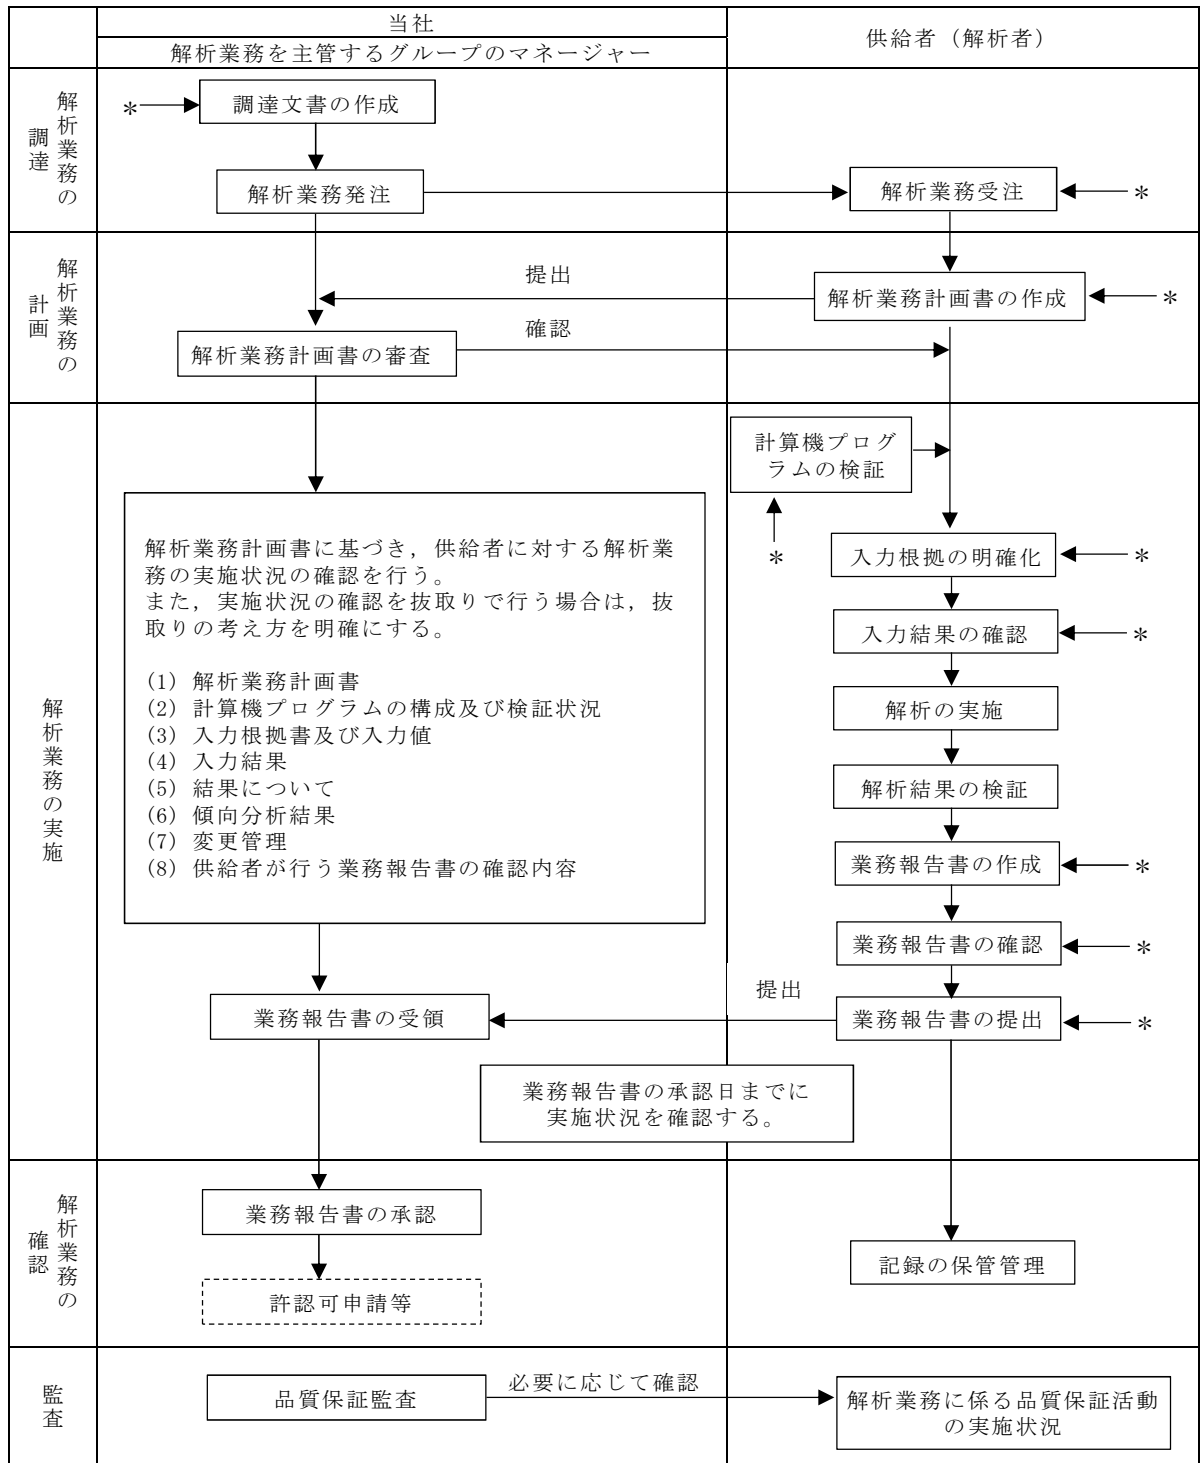 当社
解析業務を主管するグループのマネージャー
供給者（解析者）
解析業務の
調達
＊
調達文書の作成
解析業務発注
解析業務受注
＊
解析業務の
計画
提出
解析業務計画書の作成
＊
確認
解析業務計画書の審査
解析業務の実施
計算機プログ
ラムの検証
＊
解析業務計画書に基づき，供給者に対する解析業
務の実施状況の確認を行う。
また，実施状況の確認を抜取りで行う場合は，抜
取りの考え方を明確にする。
(1) 解析業務計画書
(2) 計算機プログラムの構成及び検証状況
(3) 入力根拠書及び入力値
(4) 入力結果
(5) 結果について
(6) 傾向分析結果
(7) 変更管理
(8) 供給者が行う業務報告書の確認内容
入力根拠の明確化
＊
入力結果の確認
＊
解析の実施
解析結果の検証
業務報告書の作成
＊
業務報告書の確認
＊
提出
業務報告書の受領
業務報告書の提出
＊
業務報告書の承認日までに
実施状況を確認する。
解析業務の
確認
業務報告書の承認
許認可申請等
記録の保管管理
監査
品質保証監査
必要に応じて確認
解析業務に係る品質保証活動
の実施状況